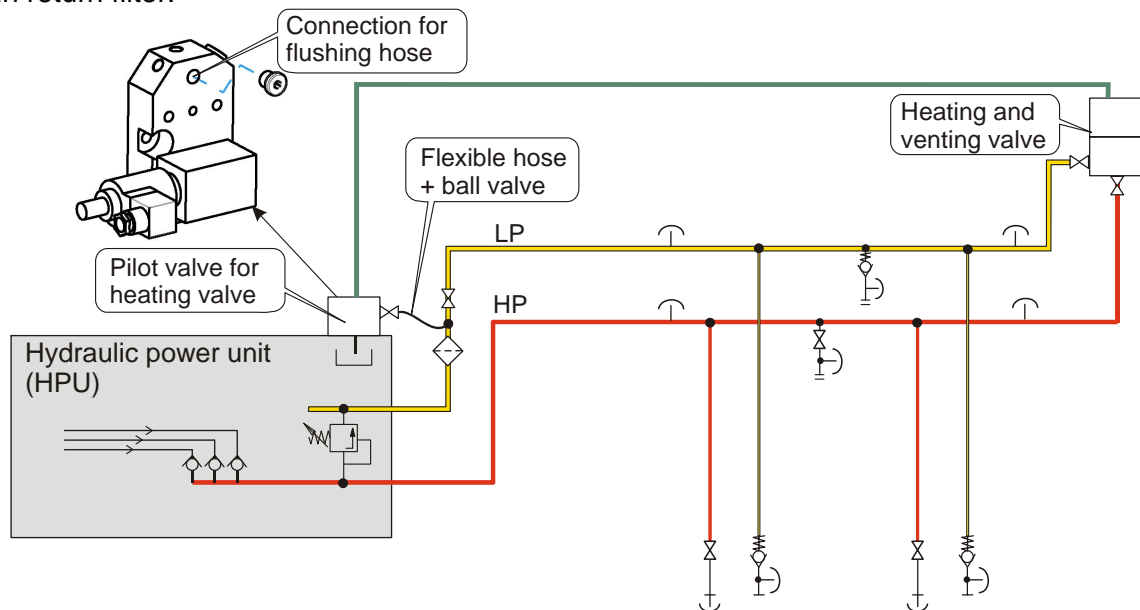 Connection for
flushing hose
Heating and
venting valve
Flexible hose
+ ball valve
LP
Pilot valve for
heating valve
HP
Hydraulic power unit
(HPU)